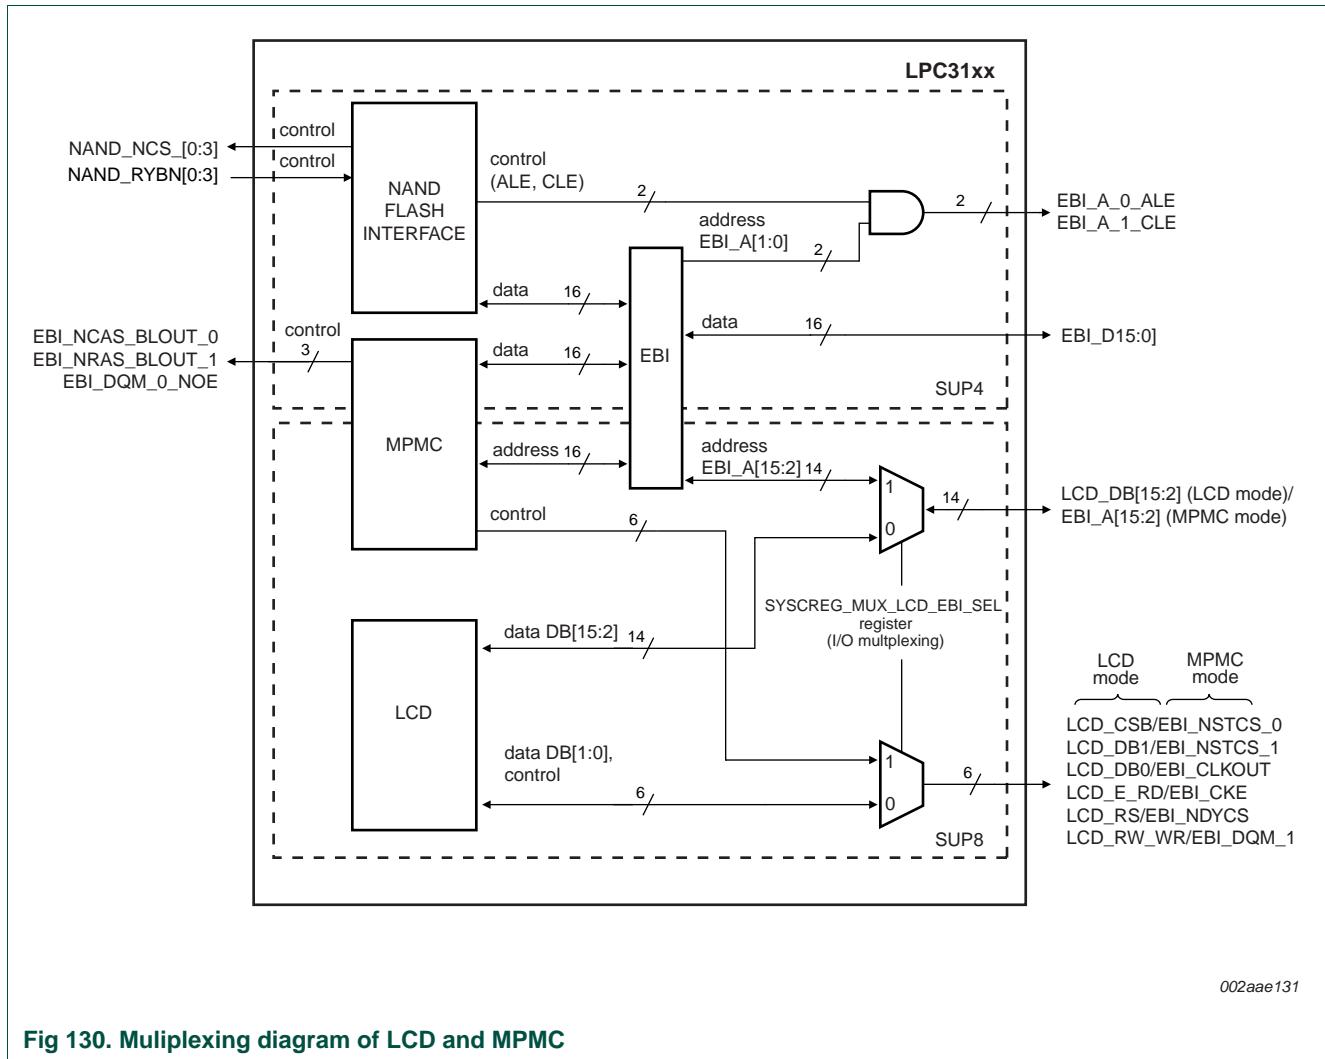 LPC31xx
NAND_NCS_[0:3]
control
NAND_RYBN[0:3]
control
NAND
FLASH
INTERFACE
control
(ALE, CLE)
2
address
EBI_A[1:0]
2
2
EBI_A_0_ALE
EBI_A_1_CLE
data
16
EBI
data
16
EBI_D15:0]
EBI_NCAS_BLOUT_0
EBI_NRAS_BLOUT_1
EBI_DQM_0_NOE
control
3
data
16
SUP4
MPMC
address
16
address
EBI_A[15:2]
14
1
0
14
LCD_DB[15:2] (LCD mode)/
EBI_A[15:2] (MPMC mode)
control
6
SYSCREG_MUX_LCD_EBI_SEL
register
(I/O multplexing)
LCD
data DB[15:2]
14
data DB[1:0],
control
6
1
0
6
SUP8
LCD
mode
MPMC
mode
LCD_CSB/EBI_NSTCS_0
LCD_DB1/EBI_NSTCS_1
LCD_DB0/EBI_CLKOUT
LCD_E_RD/EBI_CKE
LCD_RS/EBI_NDYCS
LCD_RW_WR/EBI_DQM_1
002aae131
Fig 130. Muliplexing diagram of LCD and MPMC